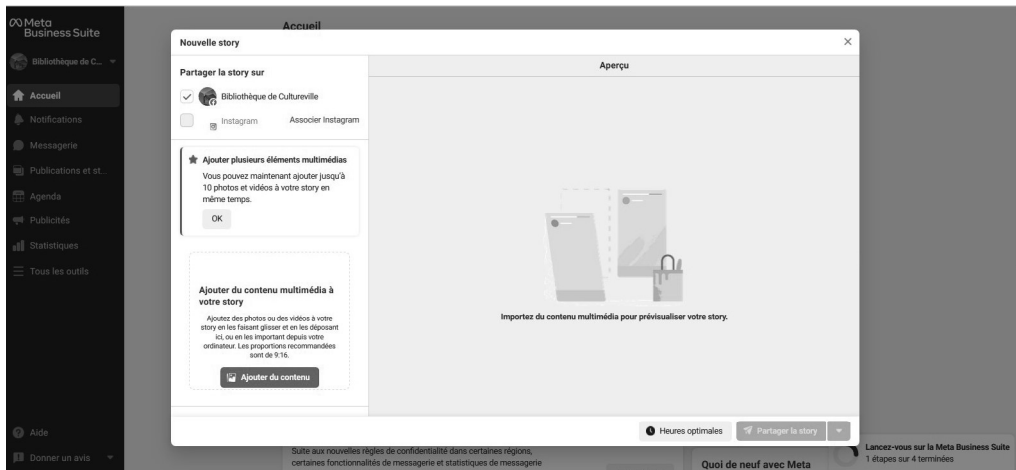 Meta
Business Suite
Bibliothèque de C...
Accueil
Notifications
Messagerie
Publications et st...
Agenda
Publicités
Statistiques
Tous les outils
Aide
Donner un avis
Accueil
Nouvelle story
Partager la story sur
Bibliothèque de Cultureville
Instagram
Associer Instagram
Ajouter plusieurs éléments multimédias
Vous pouvez maintenant ajouter jusqu'à
10 photos et vidéos à votre story en
même temps.
OK
Ajouter du contenu multimédia à
votre story
Ajoutez des photos ou des vidéos à votre
story en les faisant glisser et en les déposant
ici, ou en les important depuis votre
ordinateur. Les proportions recommandées
sont de 9:16.
Ajouter du contenu
Aperçu
Importez du contenu multimédia pour prévisualiser votre story.
Heures optimales
Partager la story
Suite aux nouvelles règles de confidentialité dans certaines régions,
certaines fonctionnalités de messagerie et statistiques de messagerie
Quoi de neuf avec Meta
Lancez-vous sur la Meta Business Suite
1 étapes sur 4 terminées